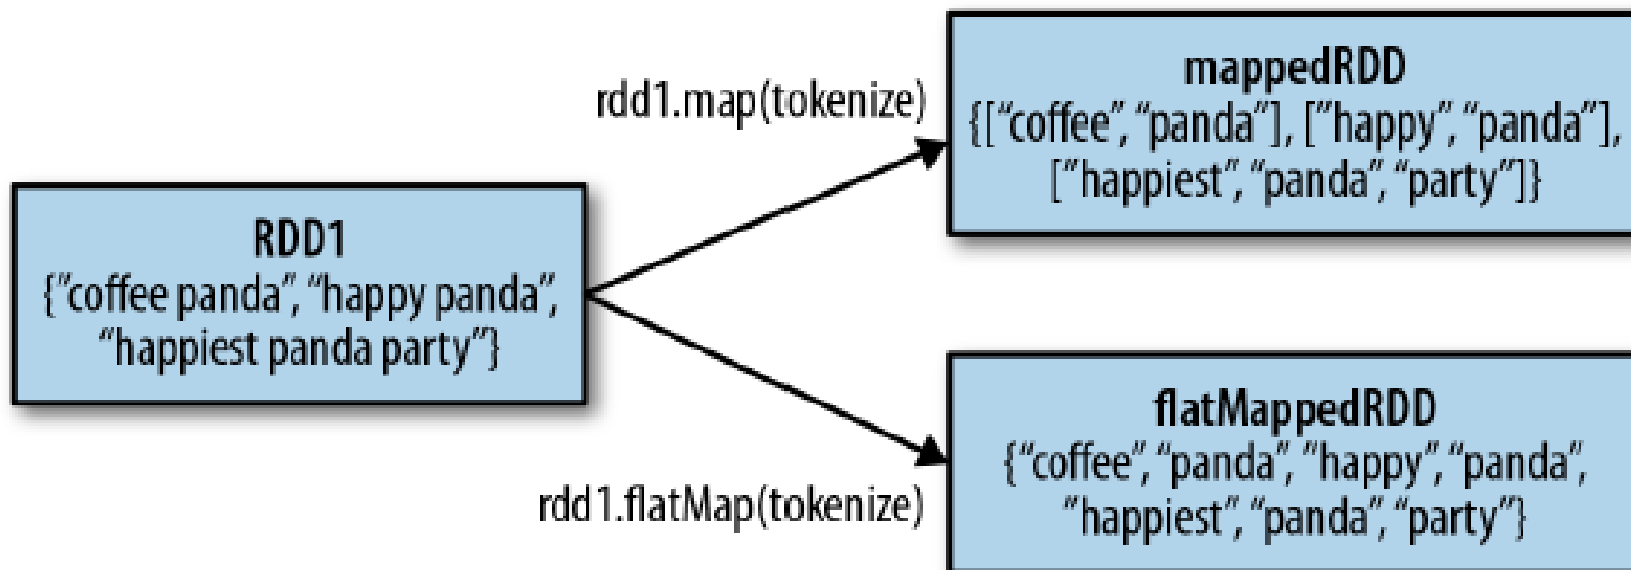 rdd1.map(tokenize)
mappedRDD
{[“coffee”, “panda”], [“happy”, “panda”],
[“happiest”, “panda”, “party”]}
RDD1
{“coffee panda”, “happy panda”,
“happiest panda party”}
rdd1.flatMap(tokenize)
flatMappedRDD
{“coffee”, “panda”, “happy”, “panda”,
“happiest”, “panda”, “party”}